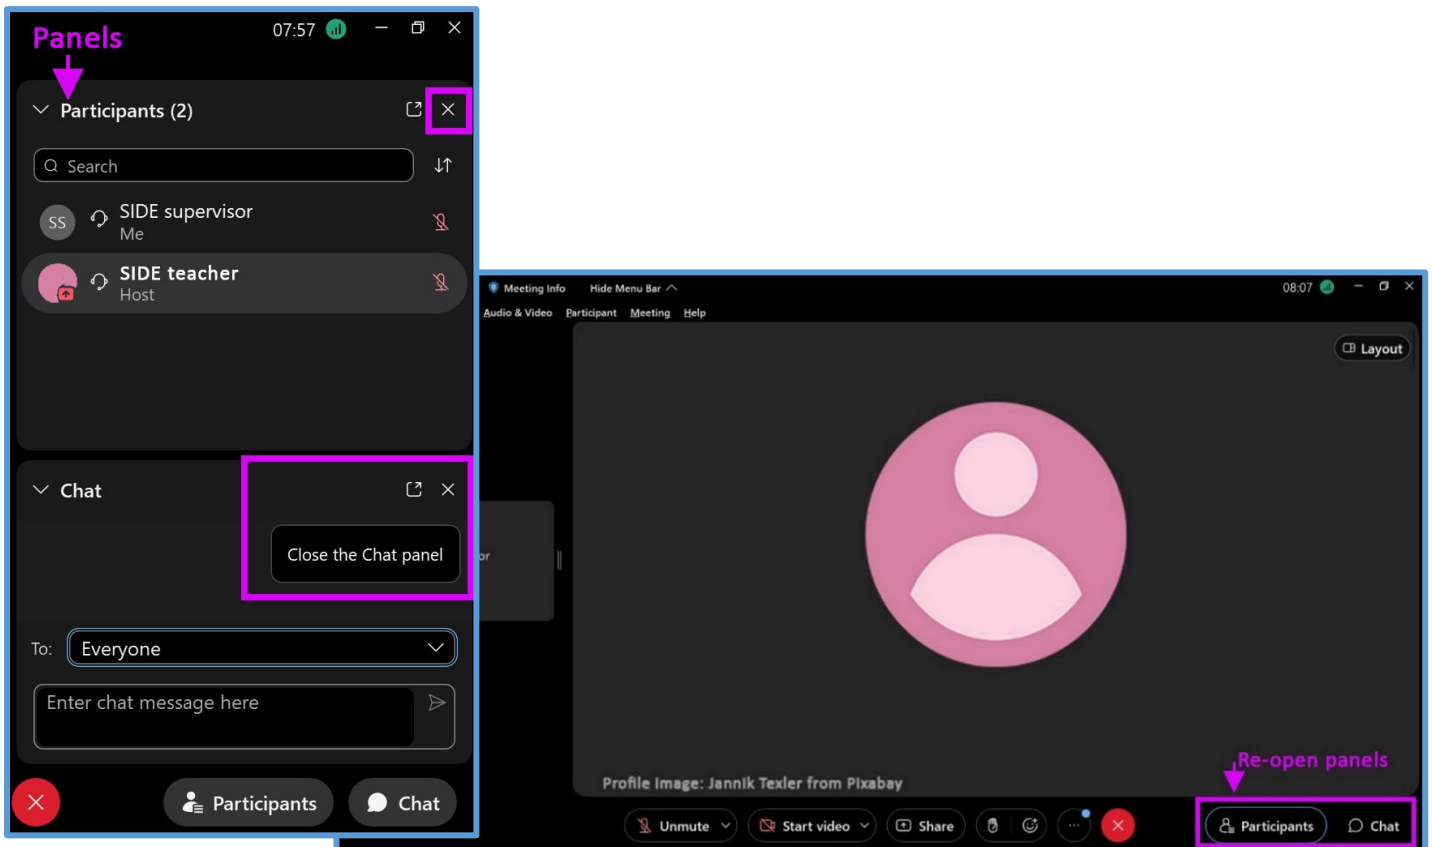 Panels
07:57
Participants (2)
Search
SS
SIDE supervisor
Me
SIDE teacher
Host
Chat
Close the Chat panel
To:
Everyone
Enter chat message here
Participants
Chat
Meeting Info
Hide Menu Bar
08:07
Audio & Video
Participant
Meeting
Help
Layout
or
Re-open panels
Profile Image: Jannik Texler from Pixabay
Unmute
Start video
Share
Participants
Chat